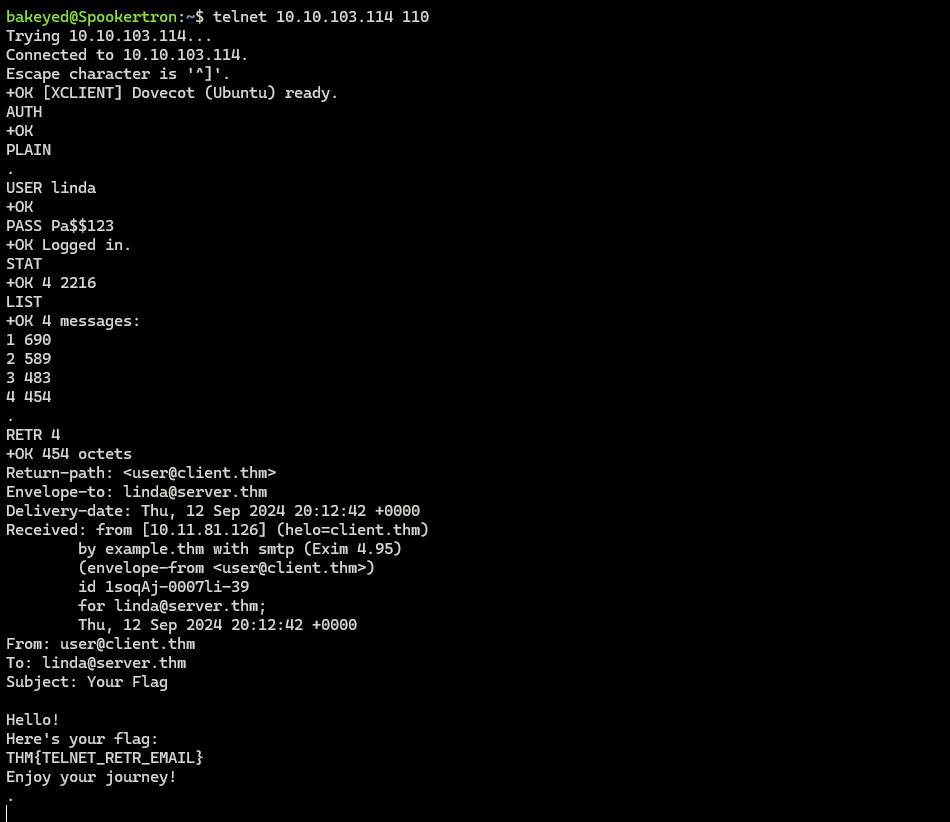 bakeyed@Spookertron:~$ telnet 10.10.103.114 110
Trying 10.10.103.114...
Connected to 10.10.103.114.
Escape character is '^]'.
+OK [XCLIENT] Dovecot (Ubuntu) ready.
AUTH
+OK
PLAIN
.
USER linda
+OK
PASS Pa$$123
+OK Logged in.
STAT
+OK 4 2216
LIST
+OK 4 messages:
1 690
2 589
3 483
4 454
.
RETR 4
+OK 454 octets
Return-path: <user@client.thm>
Envelope-to: linda@server.thm
Delivery-date: Thu, 12 Sep 2024 20:12:42 +0000
Received: from [10.11.81.126] (helo=client.thm)
        by example.thm with smtp (Exim 4.95)
        (envelope-from <user@client.thm>)
        id 1soqAj-0007li-39
        for linda@server.thm;
        Thu, 12 Sep 2024 20:12:42 +0000
From: user@client.thm
To: linda@server.thm
Subject: Your Flag

Hello!
Here's your flag:
THM{TELNET_RETR_EMAIL}
Enjoy your journey!
.